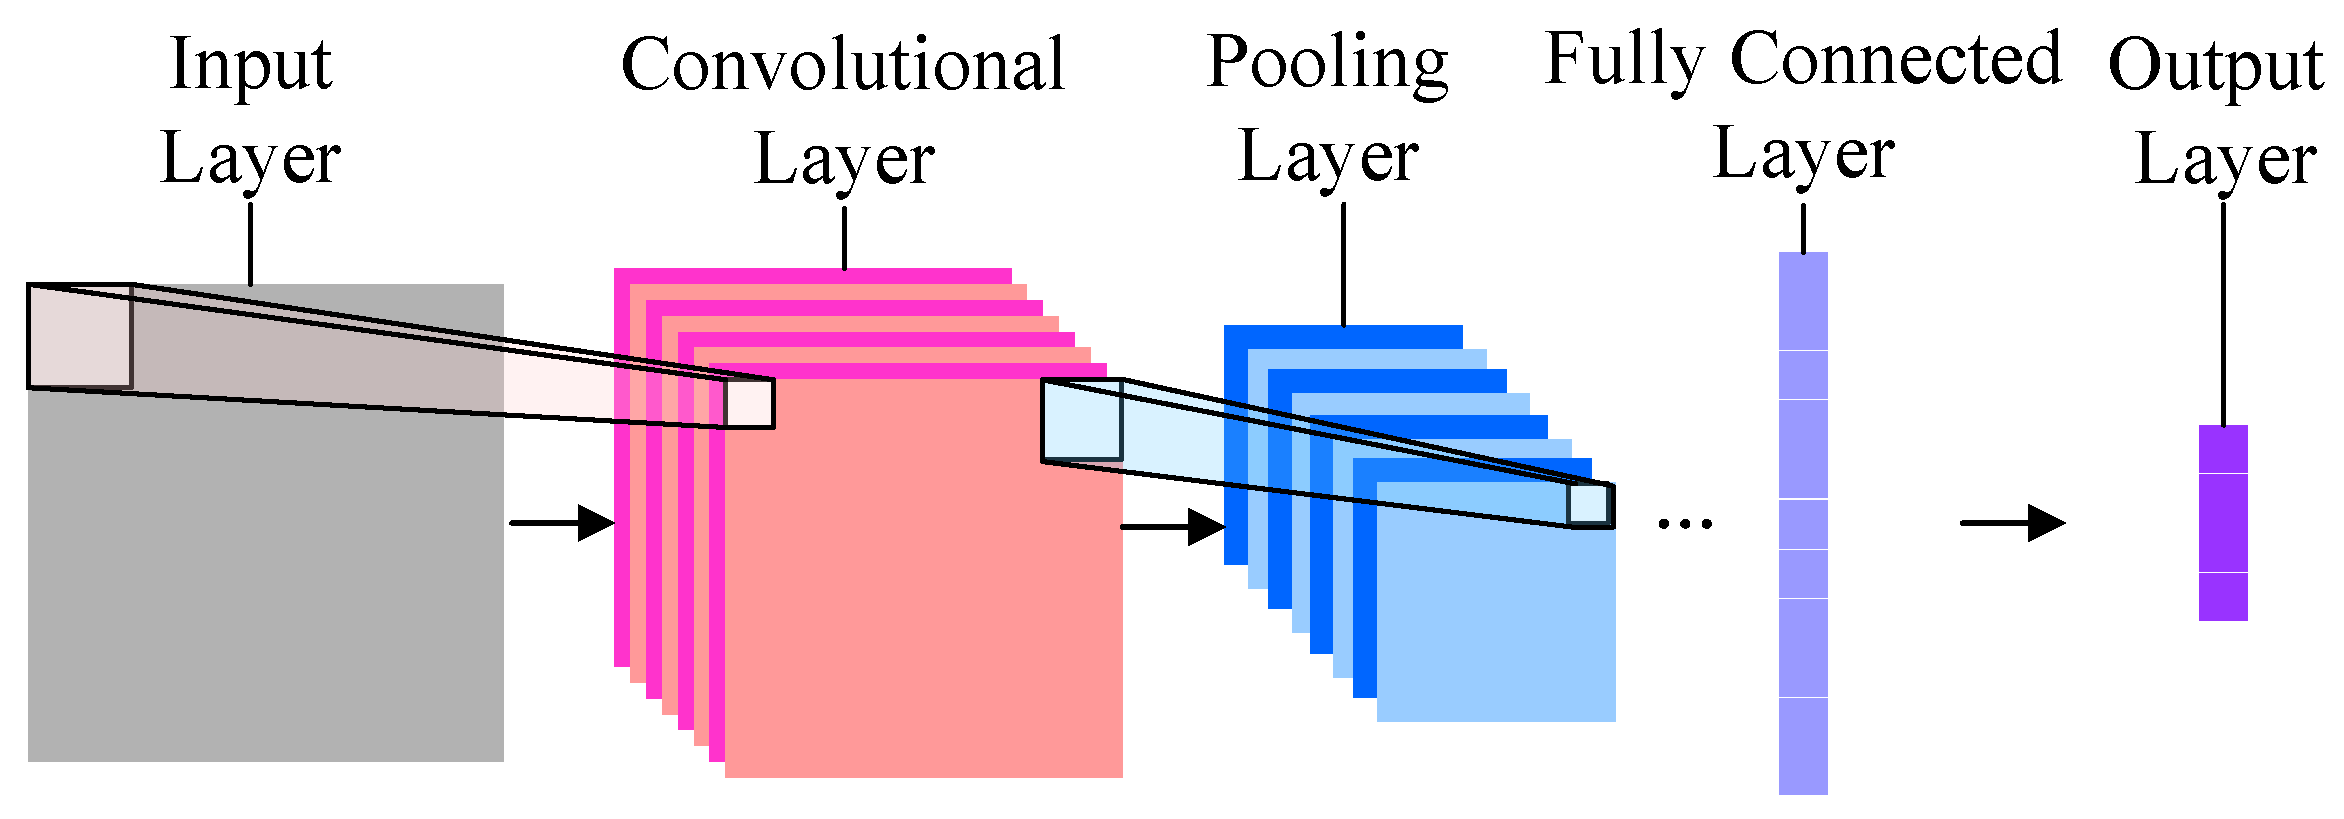 Input
Layer
Convolutional
Layer
Pooling
Layer
Fully Connected
Layer
Output
Layer
...